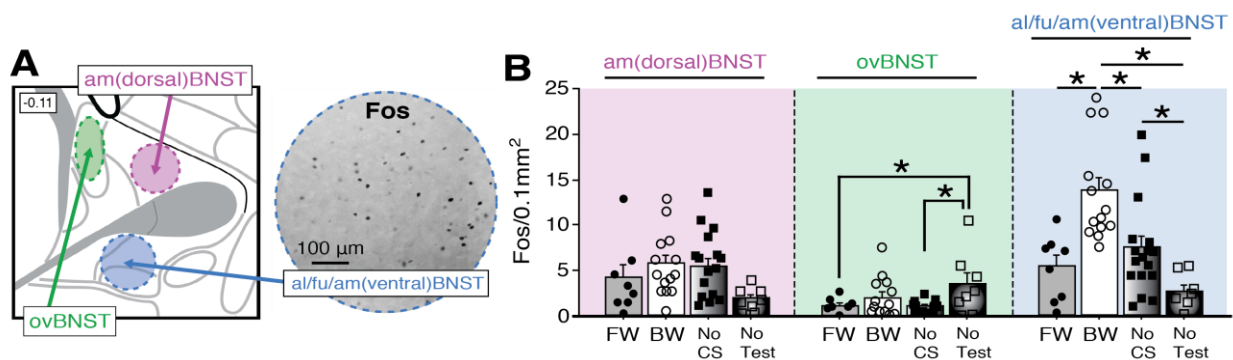 A
am(dorsal)BNST
-0.11
Fos
100 µm
al/fu/am(ventral)BNST
ovBNST
B
am(dorsal)BNST
ovBNST
al/fu/am(ventral)BNST
* * *
* *
*
Fos/0.1mm²
25
20
15
10
5
0
FW BW No CS No Test FW BW No CS No Test FW BW No CS No Test